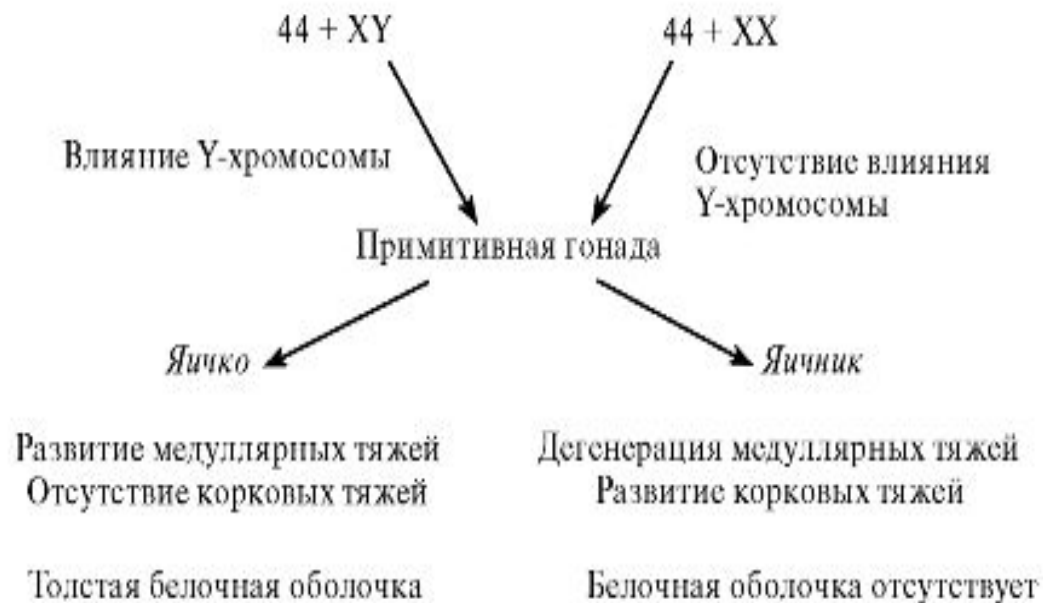 44 + XY
44 + XX
Влияние Y-хромосомы
Отсутствие влияния
Y-хромосомы
Примитивная гонада
Яичко
Яичник
Развитие медуллярных тяжей
Отсутствие корковых тяжей
Дегенерация медуллярных тяжей
Развитие корковых тяжей
Толстая белочная оболочка
Белочная оболочка отсутствует